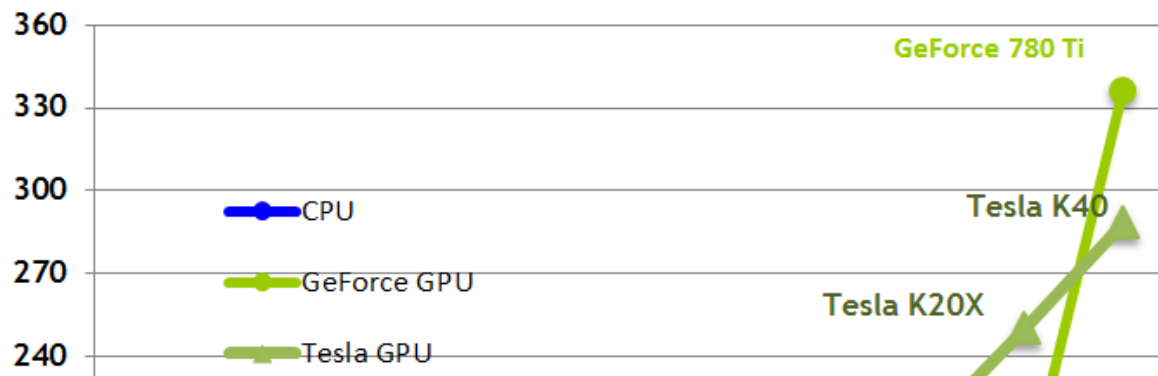 360
GeForce 780 Ti
330
300
CPU
Tesla K40
270
GeForce GPU
Tesla K20X
240
Tesla GPU